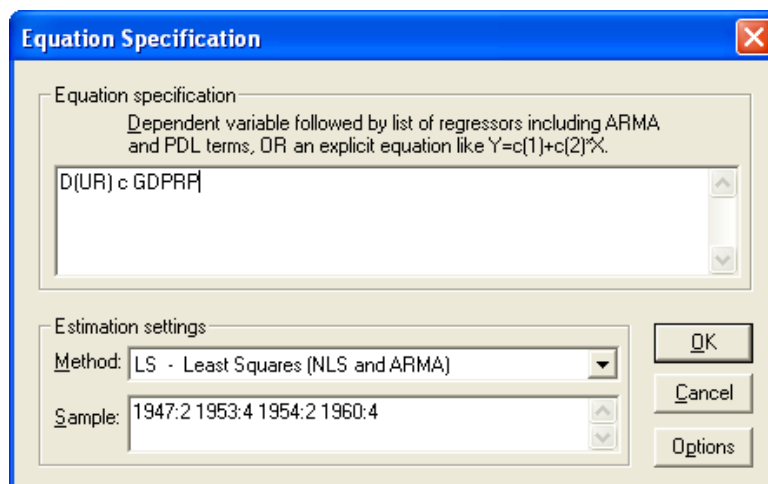 Equation Specification
Equation specification
Dependent variable followed by list of regressors including ARMA
and PDL terms, OR an explicit equation like Y=c(1)+c(2)*X.
D(UR) c GDPRP
Estimation settings
Method: LS - Least Squares (NLS and ARMA)
Sample: 1947:2 1953:4 1954:2 1960:4
OK
Cancel
Options